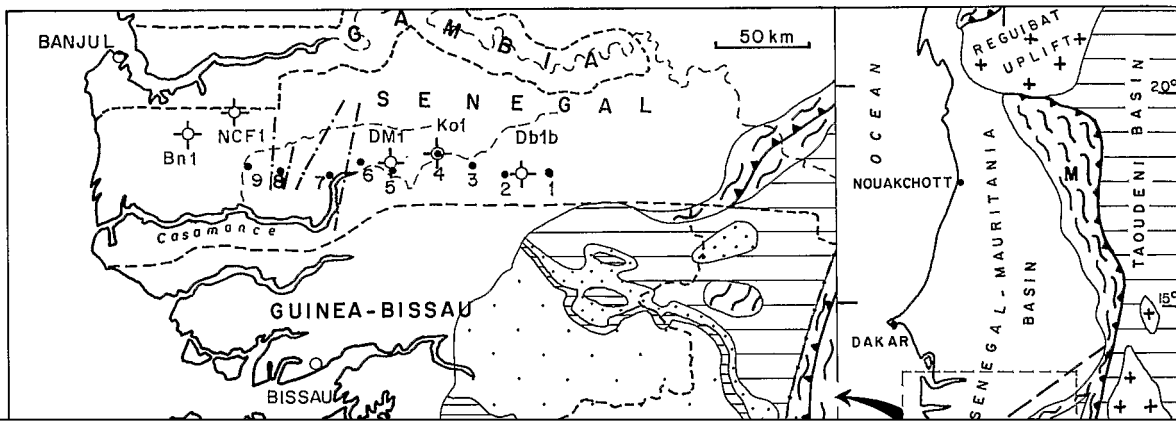 BANJUL
GAMBIA
50 km
SENEGAL
NCF1
Bn1
DM1
Ko1
Db1b
9
8
7
6
5
4
3
2
1
Casamance
GUINEA-BISSAU
BISSAU
REGUIBAT
UPLIFT
OCEAN
20°
NOUAKCHOTT
M
TAOUDENI BASIN
SENEGAL-MAURITANIA
BASIN
15°
DAKAR